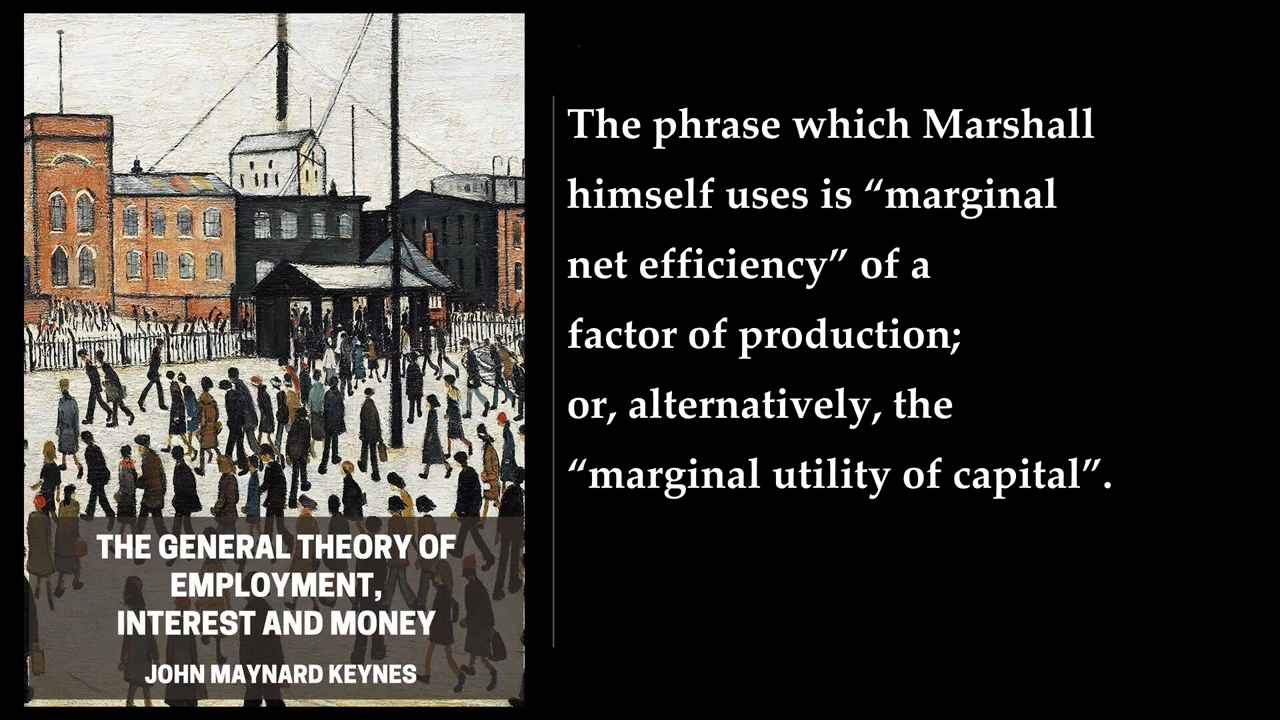 THE GENERAL THEORY OF
EMPLOYMENT,
INTEREST AND MONEY
JOHN MAYNARD KEYNES
The phrase which Marshall
himself uses is “marginal
net efficiency” of a
factor of production;
or, alternatively, the
“marginal utility of capital”.